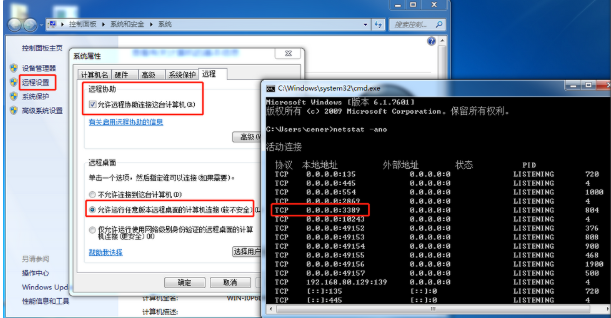 控制面板 ▸ 系统和安全 ▸ 系统
搜索控制...
控制面板主页
设备管理器
远程设置
系统保护
高级系统设置
另请参阅
操作中心
Windows Upd
性能信息和工具
系统属性
计算机名 硬件 高级 系统保护 远程
远程协助
允许远程协助连接这台计算机(R)
有关启用远程协助的信息
高级(V)
远程桌面
单击一个选项，然后指定谁可以连接(如果需要)。
不允许连接到这台计算机(D)
允许运行任意版本远程桌面的计算机连接(较不安全)(L)
仅允许运行使用网络级别身份验证的远程桌面的计算机连接(更安全)(N)
帮助我选择
选择用户
确定 取消
WIN-10P6
计算机描述:
C:\Windows\system32\cmd.exe
Microsoft Windows [版本 6.1.7601]
版权所有 (c) 2009 Microsoft Corporation。保留所有权利。
C:\Users\cener>netstat -ano
活动连接
协议 本地地址 外部地址 状态 PID
TCP 0.0.0.0:135 0.0.0.0:0 LISTENING 720
TCP 0.0.0.0:445 0.0.0.0:0 LISTENING 4
TCP 0.0.0.0:554 0.0.0.0:0 LISTENING 1080
TCP 0.0.0.0:2869 0.0.0.0:0 LISTENING 4
TCP 0.0.0.0:3389 0.0.0.0:0 LISTENING 804
TCP 0.0.0.0:10243 0.0.0.0:0 LISTENING 4
TCP 0.0.0.0:49152 0.0.0.0:0 LISTENING 376
TCP 0.0.0.0:49153 0.0.0.0:0 LISTENING 808
TCP 0.0.0.0:49154 0.0.0.0:0 LISTENING 900
TCP 0.0.0.0:49155 0.0.0.0:0 LISTENING 468
TCP 0.0.0.0:49156 0.0.0.0:0 LISTENING 1900
TCP 0.0.0.0:49157 0.0.0.0:0 LISTENING 500
TCP 192.168.80.129:139 0.0.0.0:0 LISTENING 4
TCP [::]:135 [::]:0 LISTENING 720
TCP [::]:445 [::]:0 LISTENING 4